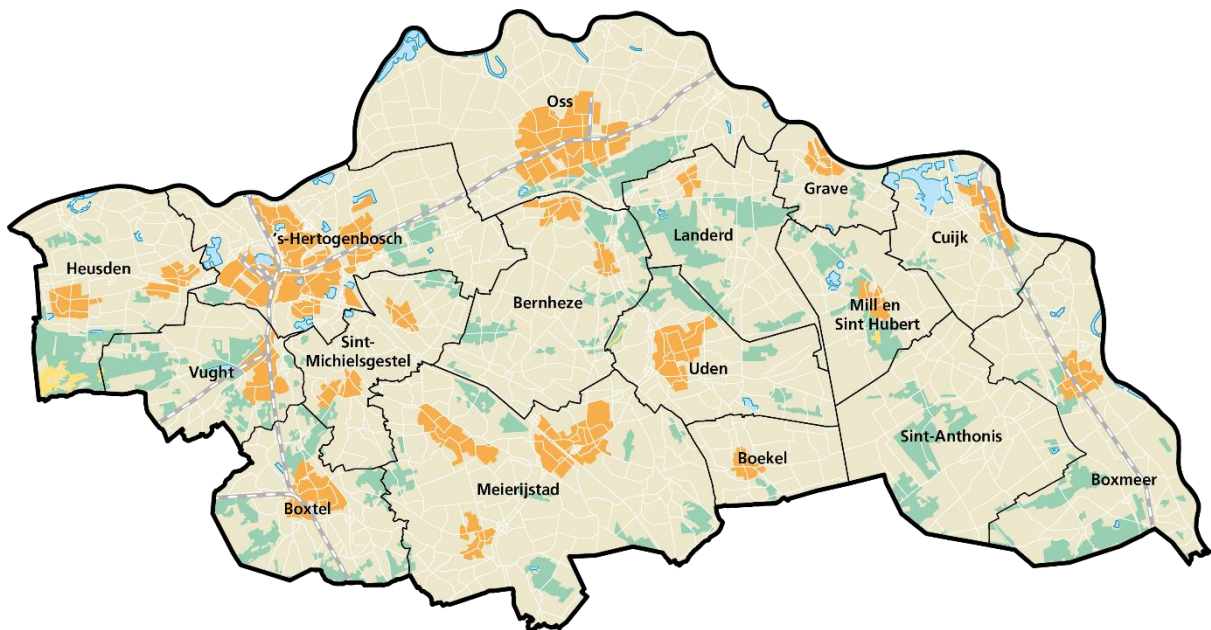 Oss
Grave
's-Hertogenbosch
Landerd
Cuijk
Heusden
Bernheze
Mill en
Sint Hubert
Sint-
Michielsgestel
Vught
Uden
Sint-Anthonis
Boekel
Boxmeer
Meierijstad
Boxtel